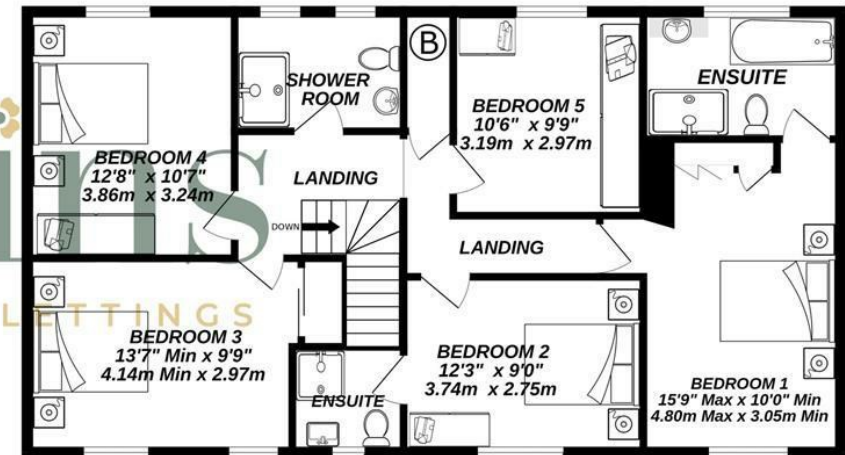 SHOWER
ROOM
B
BEDROOM 5
10'6" x 9'9"
3.19m x 2.97m
ENSUITE
BEDROOM 4
12'8" x 10'7"
3.86m x 3.24m
LANDING
DOWN
LANDING
ins
LETTINGS
BEDROOM 3
13'7" Min x 9'9"
4.14m Min x 2.97m
ENSUITE
BEDROOM 2
12'3" x 9'0"
3.74m x 2.75m
BEDROOM 1
15'9" Max x 10'0" Min
4.80m Max x 3.05m Min